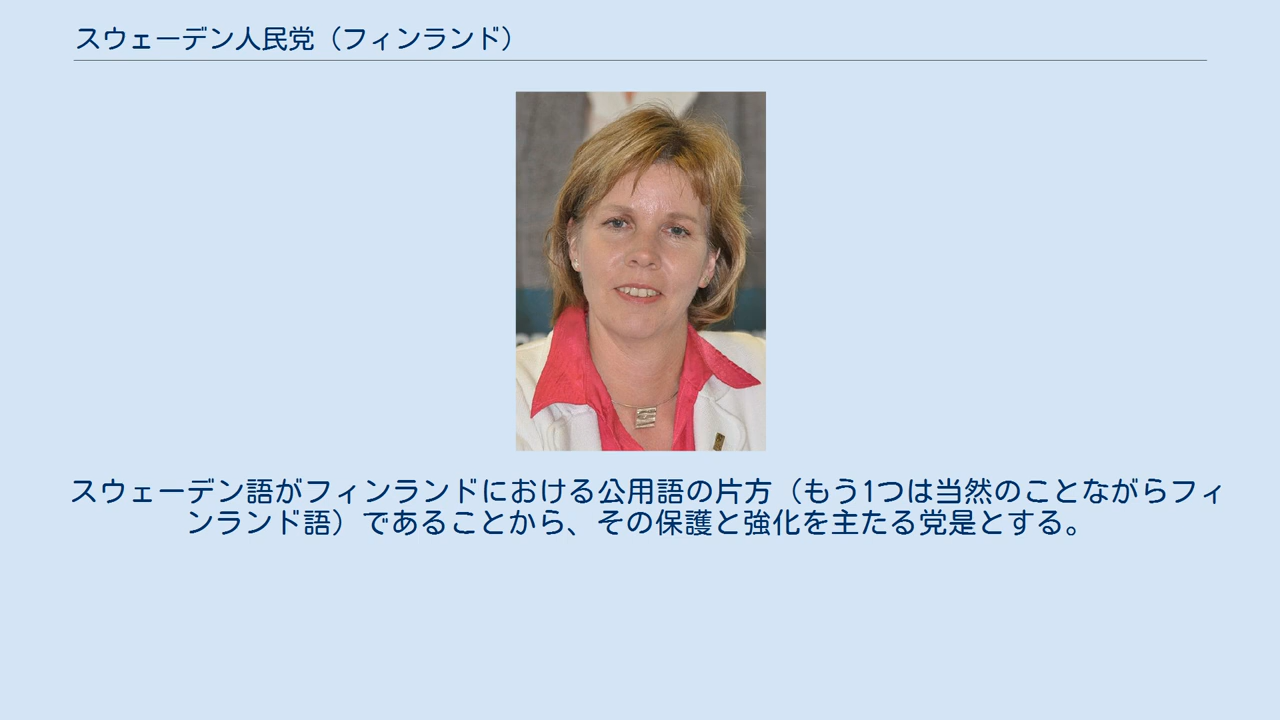 スウェーデン人民党（フィンランド）
スウェーデン語がフィンランドにおける公用語の片方（もう1つは当然のことながらフィ
ンランド語）であることから、その保護と強化を主たる党是とする。